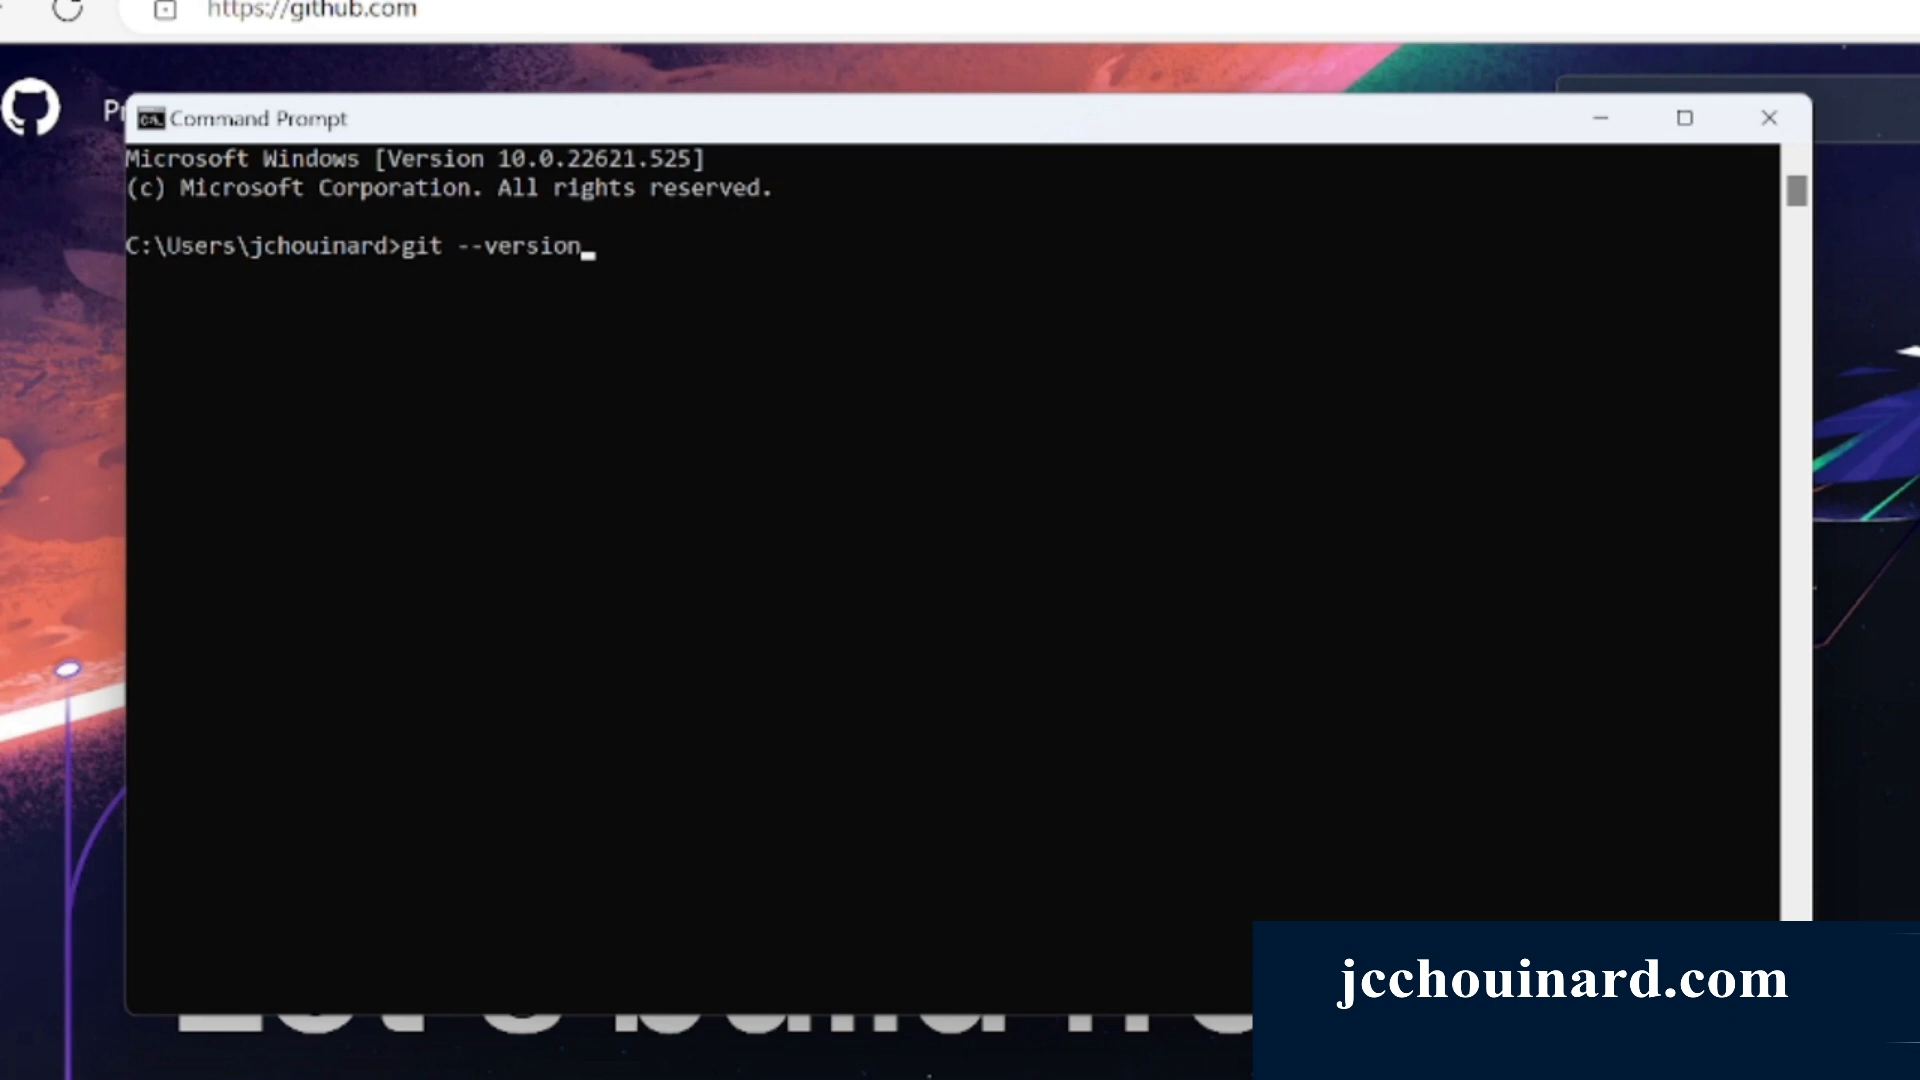 https://github.com
Command Prompt
Microsoft Windows [Version 10.0.22621.525]
(c) Microsoft Corporation. All rights reserved.
C:\Users\jchouinard>git --version
jcchouinard.com